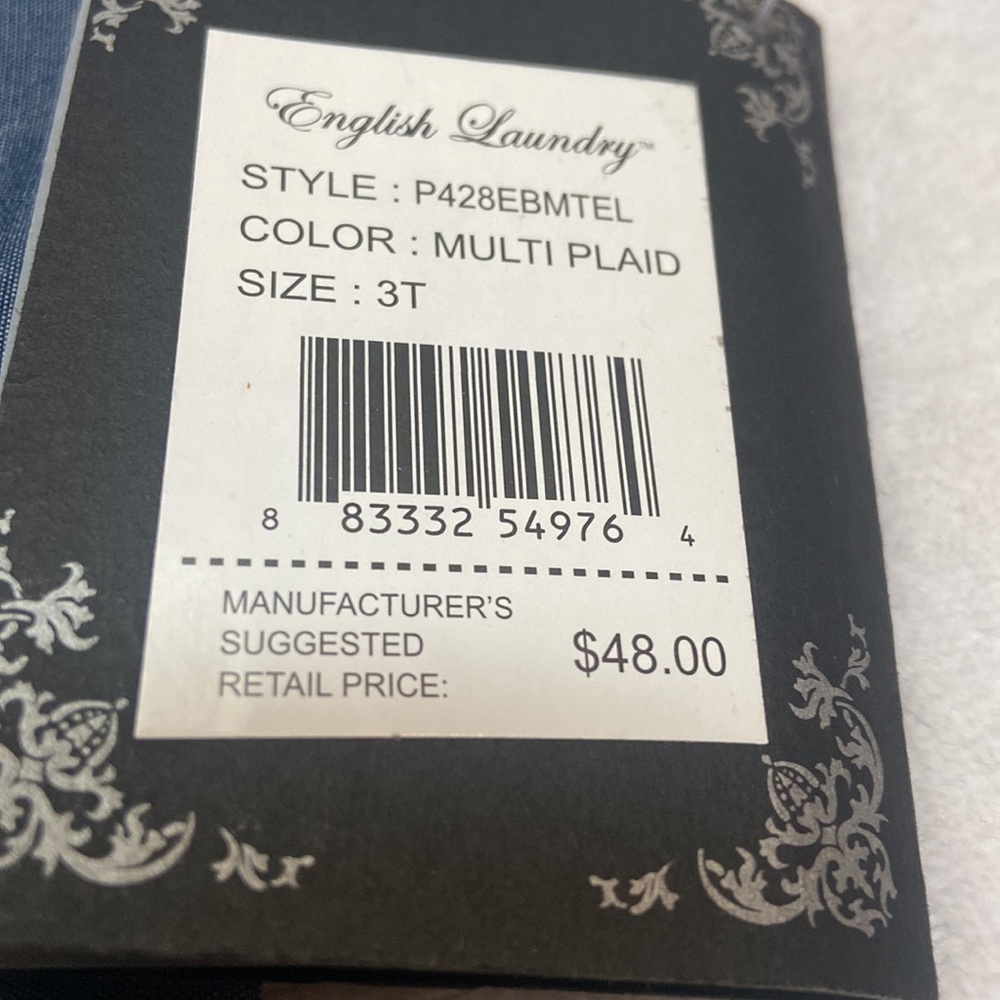 English Laundry™
STYLE : P428EBMTEL
COLOR : MULTI PLAID
SIZE : 3T
8 83332 54976 4
MANUFACTURER'S
SUGGESTED
RETAIL PRICE: $48.00